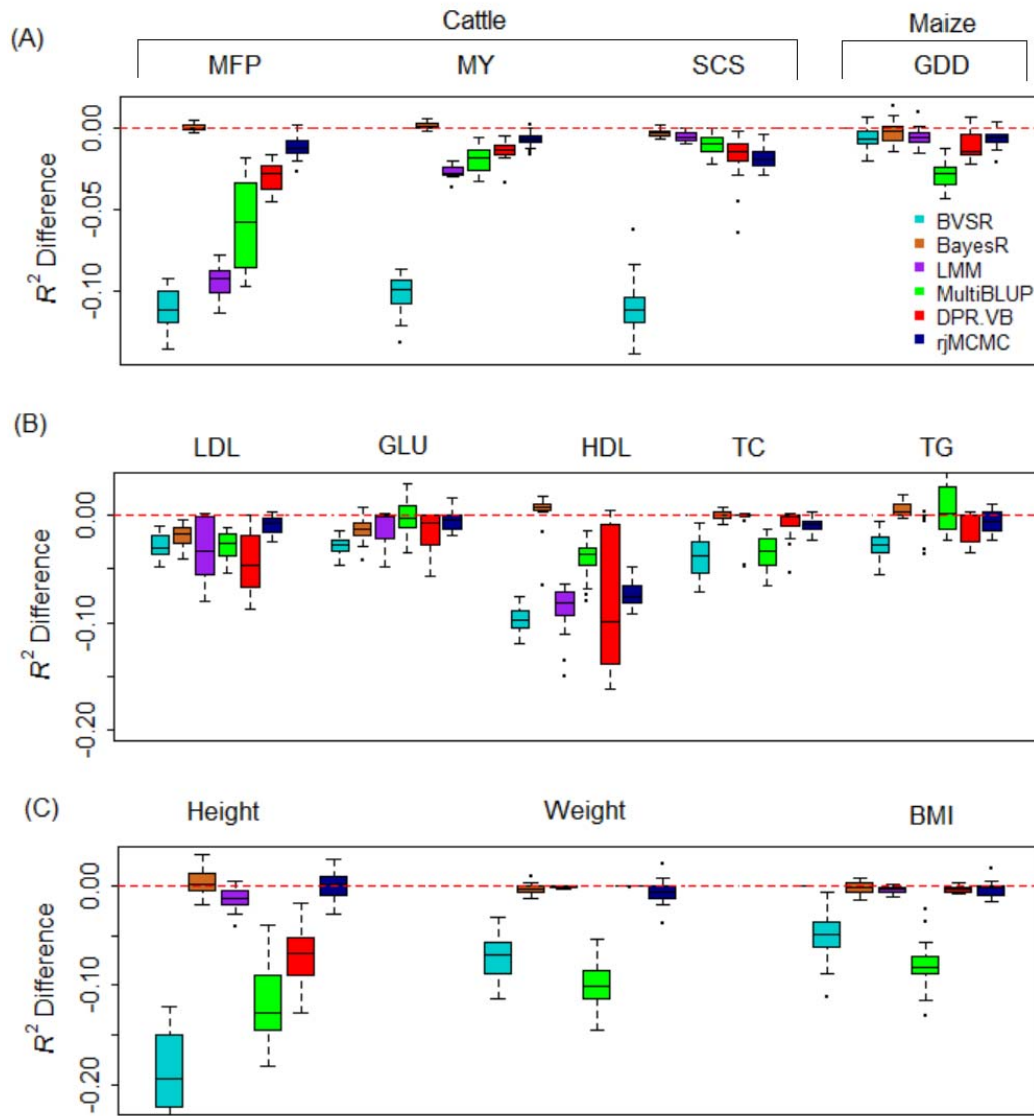 (A)
Cattle
Maize
MFP MY SCS GDD
R² Difference
0.00
-0.05
-0.10
BVSR
BayesR
LMM
MultiBLUP
DPR.VB
rjMCMC
(B)
LDL GLU HDL TC TG
R² Difference
0.00
-0.10
-0.20
(C)
Height Weight BMI
R² Difference
0.00
-0.10
-0.20